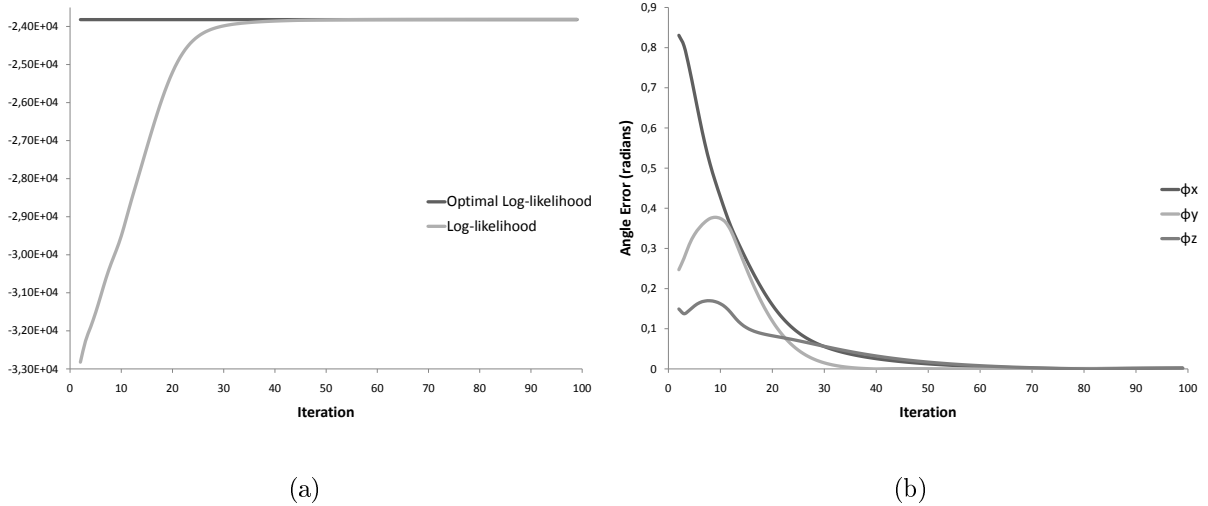 -2,40E+04
-2,50E+04
-2,60E+04
-2,70E+04
-2,80E+04
-2,90E+04
-3,00E+04
-3,10E+04
-3,20E+04
-3,30E+04
0 10 20 30 40 50 60 70 80 90 100
Iteration
Optimal Log-likelihood
Log-likelihood
(a)
Angle Error (radians)
0,9
0,8
0,7
0,6
0,5
0,4
0,3
0,2
0,1
0
0 10 20 30 40 50 60 70 80 90 100
Iteration
ϕx
ϕy
ϕz
(b)